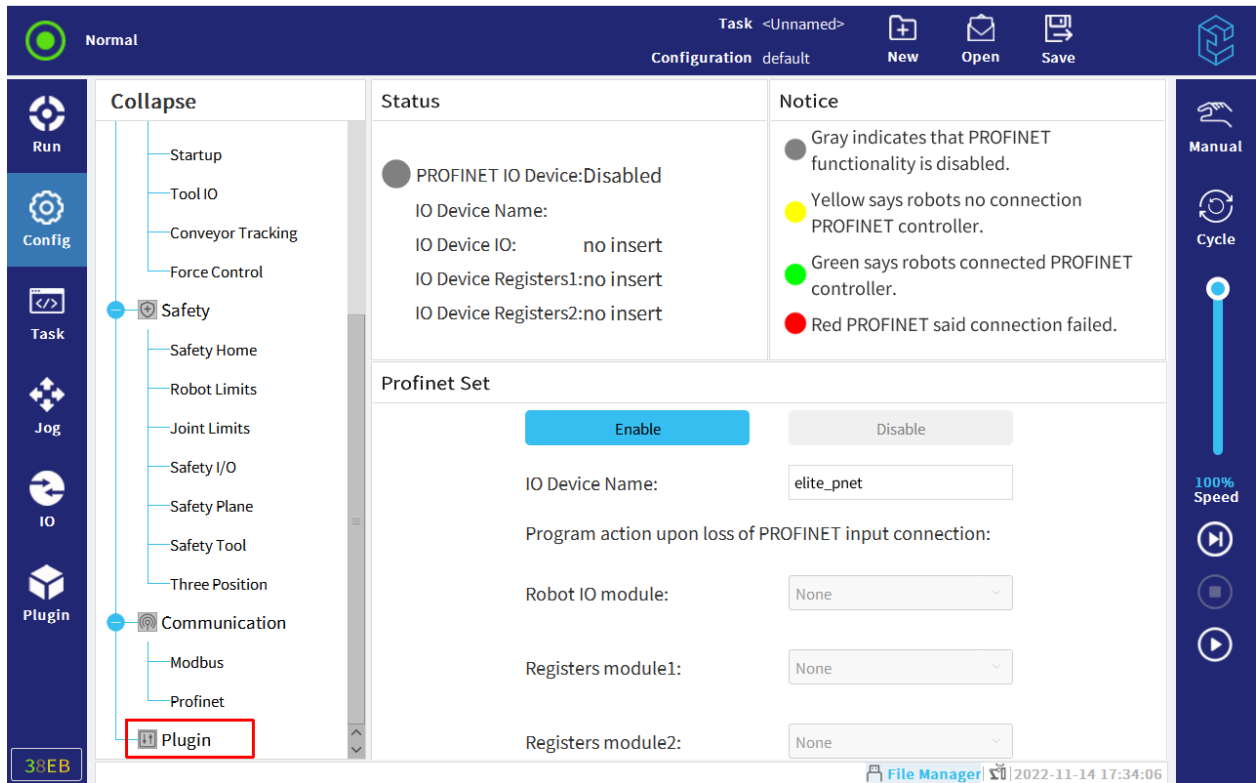 Normal
Task <Unnamed>
Configuration default
New
Open
Save
Run
Config
Task
Jog
IO
Plugin
38EB
Collapse
Startup
Tool IO
Conveyor Tracking
Force Control
Safety
Safety Home
Robot Limits
Joint Limits
Safety I/O
Safety Plane
Safety Tool
Three Position
Communication
Modbus
Profinet
Plugin
Status
PROFINET IO Device:Disabled
IO Device Name:
IO Device IO: no insert
IO Device Registers1:no insert
IO Device Registers2:no insert
Notice
Gray indicates that PROFINET
functionality is disabled.
Yellow says robots no connection
PROFINET controller.
Green says robots connected PROFINET
controller.
Red PROFINET said connection failed.
Profinet Set
Enable
Disable
IO Device Name: elite_pnet
Program action upon loss of PROFINET input connection:
Robot IO module: None
Registers module1: None
Registers module2: None
Manual
Cycle
100%
Speed
File Manager
2022-11-14 17:34:06